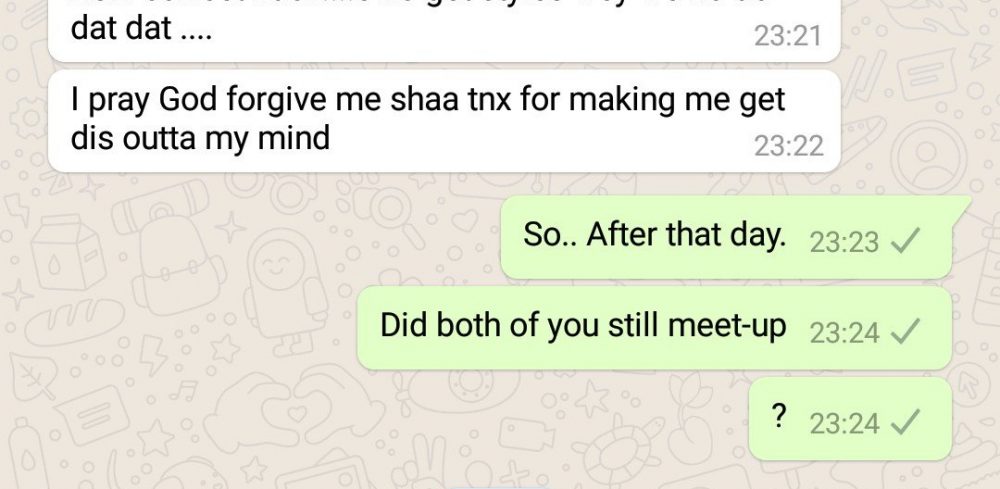 dat dat ....
23:21
I pray God forgive me shaa tnx for making me get
dis outta my mind
23:22
So.. After that day. 23:23
Did both of you still meet-up 23:24
? 23:24